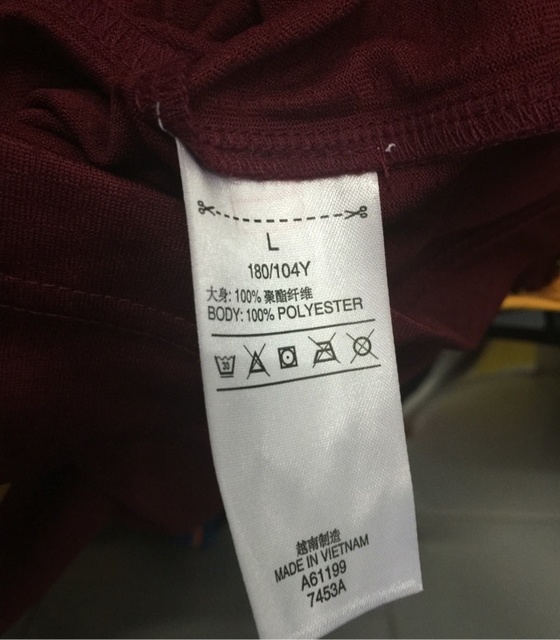 L
180/104Y
大身: 100% 聚酯纤维
BODY: 100% POLYESTER
30
越南制造
MADE IN VIETNAM
A61199
7453A